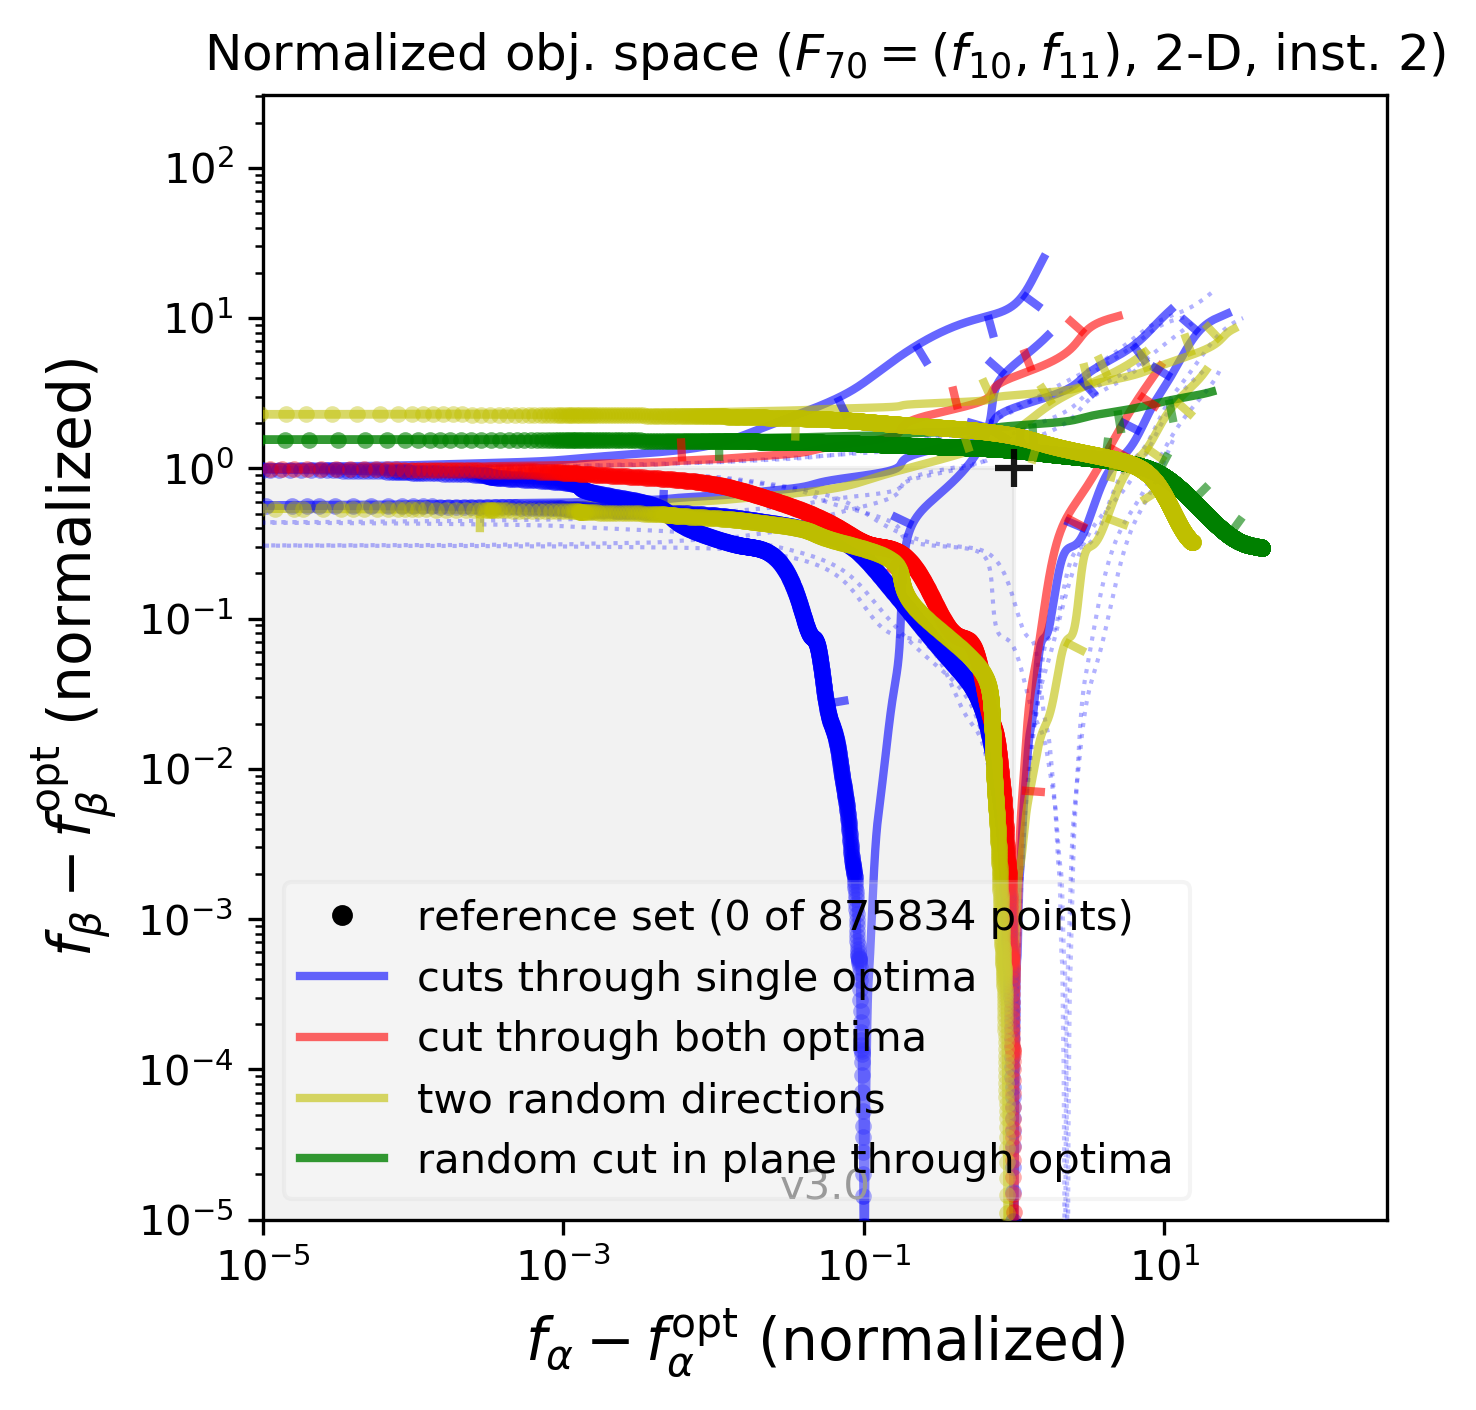 Normalized obj. space (F₇₀ = (f₁₀, f₁₁), 2-D, inst. 2)
10²
10¹
10⁰
10⁻¹
10⁻²
10⁻³
10⁻⁴
10⁻⁵
f_β − f_β^opt (normalized)
reference set (0 of 875834 points)
cuts through single optima
cut through both optima
two random directions
random cut in plane through optima
v3.0
10⁻⁵ 10⁻³ 10⁻¹ 10¹
f_α − f_α^opt (normalized)